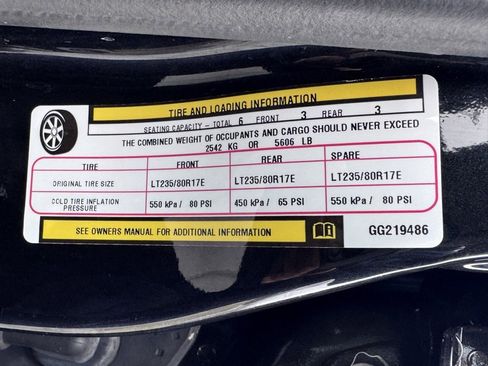 TIRE AND LOADING INFORMATION
SEATING CAPACITY - TOTAL 6 FRONT 3 REAR 3
THE COMBINED WEIGHT OF OCCUPANTS AND CARGO SHOULD NEVER EXCEED
2542 KG OR 5606 LB
TIRE FRONT REAR SPARE
ORIGINAL TIRE SIZE LT235/80R17E LT235/80R17E LT235/80R17E
COLD TIRE INFLATION PRESSURE 550 kPa / 80 PSI 450 kPa / 65 PSI 550 kPa / 80 PSI
SEE OWNERS MANUAL FOR ADDITIONAL INFORMATION GG219486